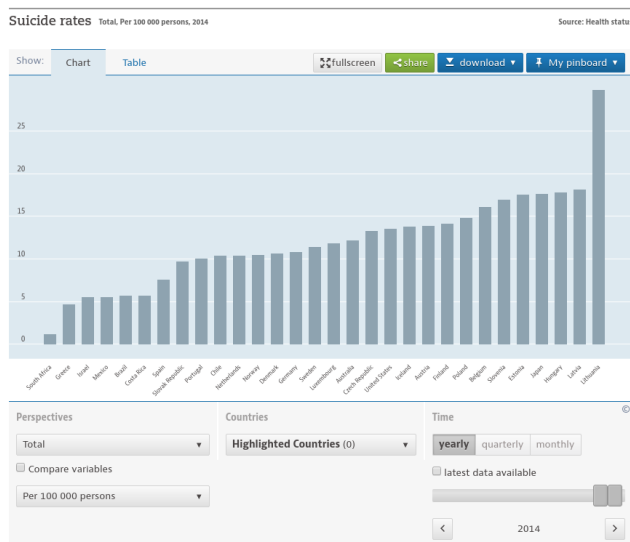 Suicide rates Total, Per 100 000 persons, 2014 Source: Health statu
Show: Chart Table fullscreen share download My pinboard
25
20
15
10
5
0
South Africa Greece Israel Mexico Brazil Costa Rica Spain Slovak Republic Portugal Chile Netherlands Norway Denmark Germany Sweden Luxembourg Australia Czech Republic United States Iceland Austria Finland Poland Belgium Slovenia Estonia Japan Hungary Latvia Lithuania
©
Perspectives Countries Time
Total Highlighted Countries (0) yearly quarterly monthly
Compare variables latest data available
Per 100 000 persons
2014